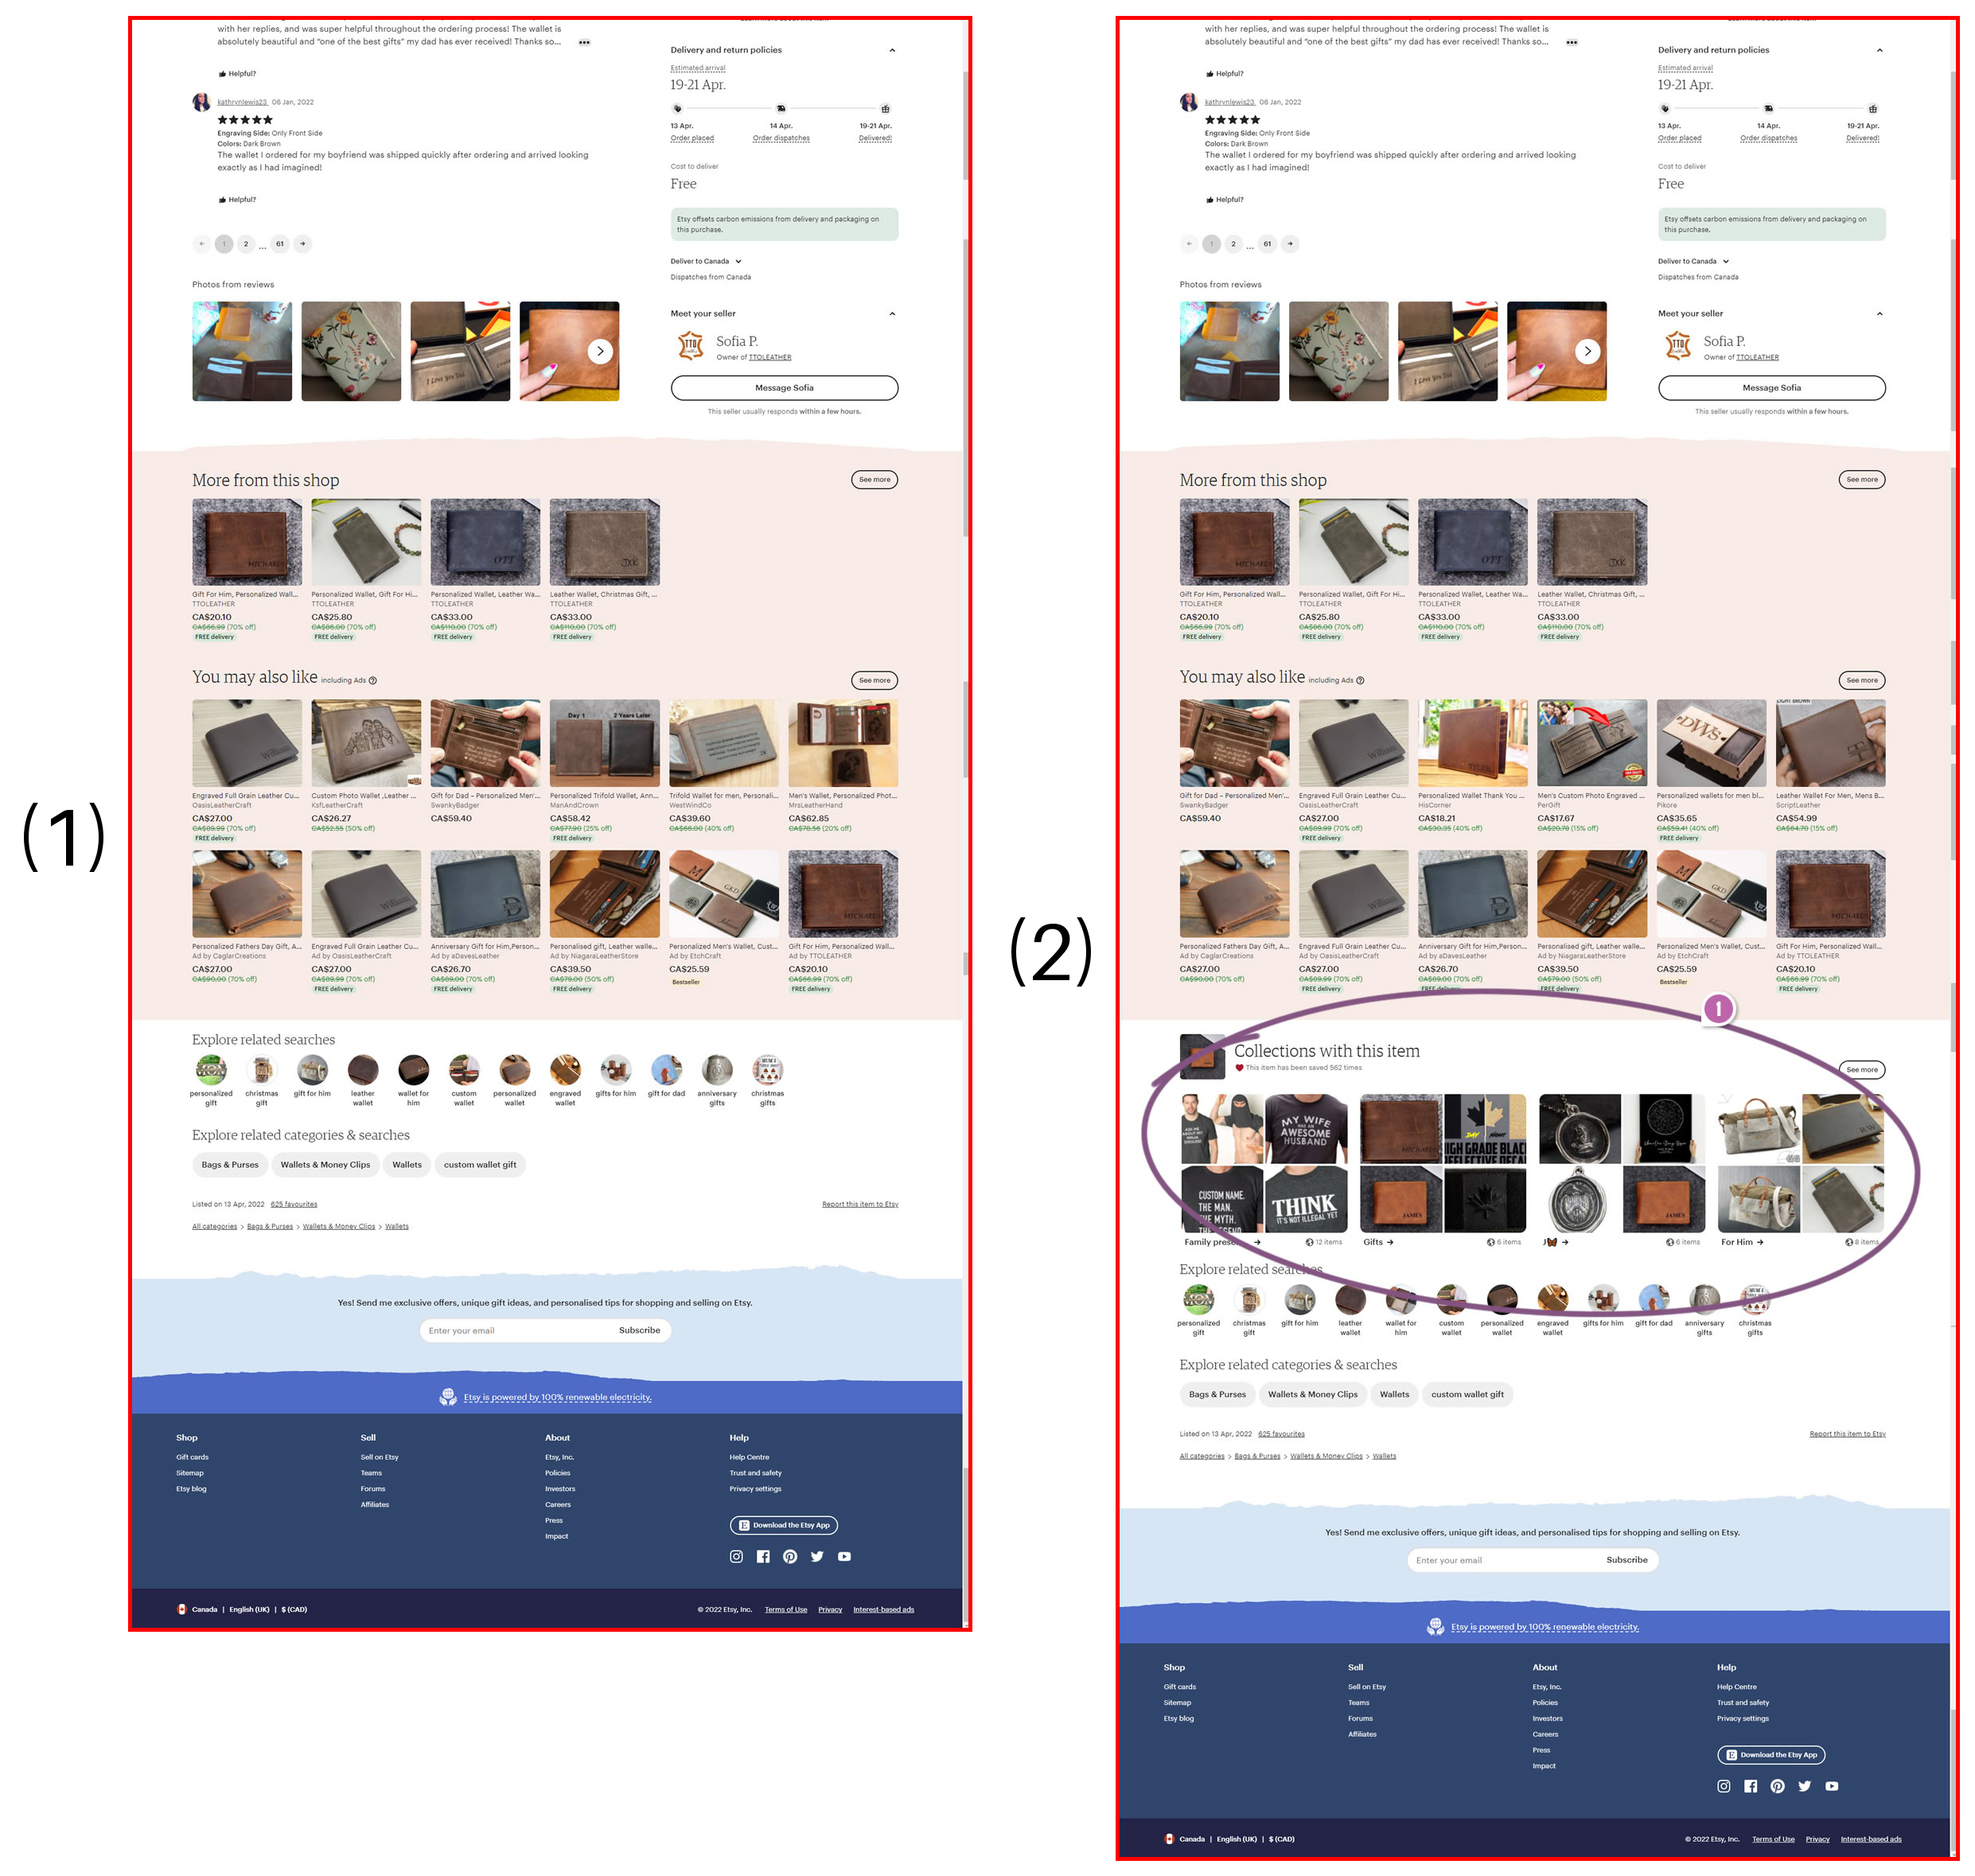 (1)
with her replies, and was super helpful throughout the ordering process! The wallet is
absolutely beautiful and "one of the best gifts" my dad has ever received! Thanks so...
Helpful?
kathrynlewis23 06 Jan, 2022
Engraving Side: Only Front Side
Colors: Dark Brown
The wallet I ordered for my boyfriend was shipped quickly after ordering and arrived looking
exactly as I had imagined!
Helpful?
1 2 ... 61
Photos from reviews
Delivery and return policies
Estimated arrival
19-21 Apr.
13 Apr. 14 Apr. 19-21 Apr.
Order placed Order dispatches Delivered!
Cost to deliver
Free
Etsy offsets carbon emissions from delivery and packaging on
this purchase.
Deliver to Canada
Dispatches from Canada
Meet your seller
TTO
Sofia P.
Owner of TTOLEATHER
Message Sofia
This seller usually responds within a few hours.
More from this shop See more
Gift For Him, Personalized Wall... Personalized Wallet, Gift For Hi... Personalized Wallet, Leather Wa... Leather Wallet, Christmas Gift, ...
TTOLEATHER TTOLEATHER TTOLEATHER TTOLEATHER
CA$20.10 CA$25.80 CA$33.00 CA$33.00
CA$66.99 (70% off) CA$86.00 (70% off) CA$110.00 (70% off) CA$110.00 (70% off)
FREE delivery FREE delivery FREE delivery FREE delivery
You may also like including Ads See more
Day 1 2 Years Later
Engraved Full Grain Leather Cu... Custom Photo Wallet ,Leather ... Gift for Dad - Personalized Men'... Personalized Trifold Wallet, Ann... Trifold Wallet for men, Personali... Men's Wallet, Personalized Phot...
OasisLeatherCraft KsfLeatherCraft SwankyBadger ManAndCrown WestWindCo MrsLeatherHand
CA$27.00 CA$26.27 CA$59.40 CA$58.42 CA$39.60 CA$62.85
CA$89.99 (70% off) CA$52.55 (50% off) CA$77.90 (25% off) CA$66.00 (40% off) CA$78.56 (20% off)
FREE delivery FREE delivery
Personalized Fathers Day Gift, A... Engraved Full Grain Leather Cu... Anniversary Gift for Him,Person... Personalised gift, Leather walle... Personalized Men's Wallet, Cust... Gift For Him, Personalized Wall...
Ad by CaglarCreations Ad by OasisLeatherCraft Ad by aDavesLeather Ad by NiagaraLeatherStore Ad by EtchCraft Ad by TTOLEATHER
CA$27.00 CA$27.00 CA$26.70 CA$39.50 CA$25.59 CA$20.10
CA$90.00 (70% off) CA$89.99 (70% off) CA$89.00 (70% off) CA$79.00 (50% off) Bestseller CA$66.99 (70% off)
FREE delivery FREE delivery FREE delivery FREE delivery
Explore related searches
personalized gift christmas gift gift for him leather wallet wallet for him custom wallet personalized wallet engraved wallet gifts for him gift for dad anniversary gifts christmas gifts
Explore related categories & searches
Bags & Purses Wallets & Money Clips Wallets custom wallet gift
Listed on 13 Apr, 2022 625 favourites Report this item to Etsy
All categories > Bags & Purses > Wallets & Money Clips > Wallets
Yes! Send me exclusive offers, unique gift ideas, and personalised tips for shopping and selling on Etsy.
Enter your email Subscribe
Etsy is powered by 100% renewable electricity.
Shop Sell About Help
Gift cards Sell on Etsy Etsy, Inc. Help Centre
Sitemap Teams Policies Trust and safety
Etsy blog Forums Investors Privacy settings
Affiliates Careers
Press
Download the Etsy App
Impact
Canada | English (UK) | $ (CAD) © 2022 Etsy, Inc. Terms of Use Privacy Interest-based ads
(2)
with her replies, and was super helpful throughout the ordering process! The wallet is
absolutely beautiful and "one of the best gifts" my dad has ever received! Thanks so...
Helpful?
kathrynlewis23 06 Jan, 2022
Engraving Side: Only Front Side
Colors: Dark Brown
The wallet I ordered for my boyfriend was shipped quickly after ordering and arrived looking
exactly as I had imagined!
Helpful?
1 2 ... 61
Photos from reviews
Delivery and return policies
Estimated arrival
19-21 Apr.
13 Apr. 14 Apr. 19-21 Apr.
Order placed Order dispatches Delivered!
Cost to deliver
Free
Etsy offsets carbon emissions from delivery and packaging on
this purchase.
Deliver to Canada
Dispatches from Canada
Meet your seller
TTO
Sofia P.
Owner of TTOLEATHER
Message Sofia
This seller usually responds within a few hours.
More from this shop See more
Gift For Him, Personalized Wall... Personalized Wallet, Gift For Hi... Personalized Wallet, Leather Wa... Leather Wallet, Christmas Gift, ...
TTOLEATHER TTOLEATHER TTOLEATHER TTOLEATHER
CA$20.10 CA$25.80 CA$33.00 CA$33.00
CA$66.99 (70% off) CA$86.00 (70% off) CA$110.00 (70% off) CA$110.00 (70% off)
FREE delivery FREE delivery FREE delivery FREE delivery
You may also like including Ads See more
Gift for Dad - Personalized Men'... Engraved Full Grain Leather Cu... Personalized Wallet Thank You ... Men's Custom Photo Engraved ... Personalized wallets for men bl... Leather Wallet For Men, Mens B...
SwankyBadger OasisLeatherCraft HisCorner PerGift Pikore ScriptLeather
CA$59.40 CA$27.00 CA$18.21 CA$17.67 CA$35.65 CA$54.99
CA$89.99 (70% off) CA$30.35 (40% off) CA$20.78 (15% off) CA$59.41 (40% off) CA$64.70 (15% off)
FREE delivery FREE delivery
Personalized Fathers Day Gift, A... Engraved Full Grain Leather Cu... Anniversary Gift for Him,Person... Personalised gift, Leather walle... Personalized Men's Wallet, Cust... Gift For Him, Personalized Wall...
Ad by CaglarCreations Ad by OasisLeatherCraft Ad by aDavesLeather Ad by NiagaraLeatherStore Ad by EtchCraft Ad by TTOLEATHER
CA$27.00 CA$27.00 CA$26.70 CA$39.50 CA$25.59 CA$20.10
CA$90.00 (70% off) CA$89.99 (70% off) CA$89.00 (70% off) CA$79.00 (50% off) Bestseller CA$66.99 (70% off)
FREE delivery FREE delivery FREE delivery FREE delivery
1
Collections with this item
This item has been saved 562 times See more
MY WIFE HAS AN AWESOME HUSBAND
DAY NIGHT
HIGH GRADE BLACK
REFLECTIVE DECAL
CUSTOM NAME.
THE MAN.
THE MYTH.
THE LEGEND
THINK
IT'S NOT ILLEGAL YET
JAMES JAMES
Family prese... 12 items Gifts 6 items 6 items For Him 8 items
Explore related searches
personalized gift christmas gift gift for him leather wallet wallet for him custom wallet personalized wallet engraved wallet gifts for him gift for dad anniversary gifts christmas gifts
Explore related categories & searches
Bags & Purses Wallets & Money Clips Wallets custom wallet gift
Listed on 13 Apr, 2022 625 favourites Report this item to Etsy
All categories > Bags & Purses > Wallets & Money Clips > Wallets
Yes! Send me exclusive offers, unique gift ideas, and personalised tips for shopping and selling on Etsy.
Enter your email Subscribe
Etsy is powered by 100% renewable electricity.
Shop Sell About Help
Gift cards Sell on Etsy Etsy, Inc. Help Centre
Sitemap Teams Policies Trust and safety
Etsy blog Forums Investors Privacy settings
Affiliates Careers
Press
Download the Etsy App
Impact
Canada | English (UK) | $ (CAD) © 2022 Etsy, Inc. Terms of Use Privacy Interest-based ads